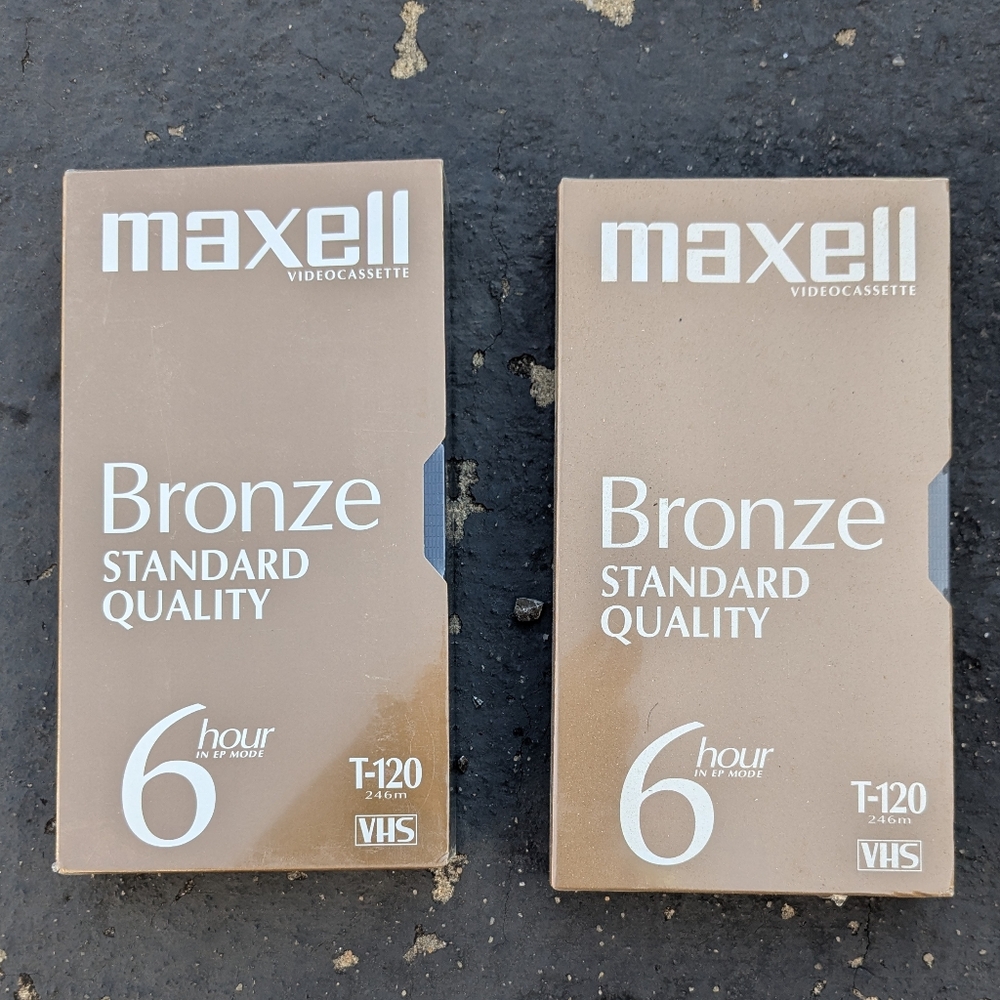 maxell
VIDEOCASSETTE
Bronze
STANDARD
QUALITY
6 hour
IN EP MODE
T-120
246m
VHS
maxell
VIDEOCASSETTE
Bronze
STANDARD
QUALITY
6 hour
IN EP MODE
T-120
246m
VHS